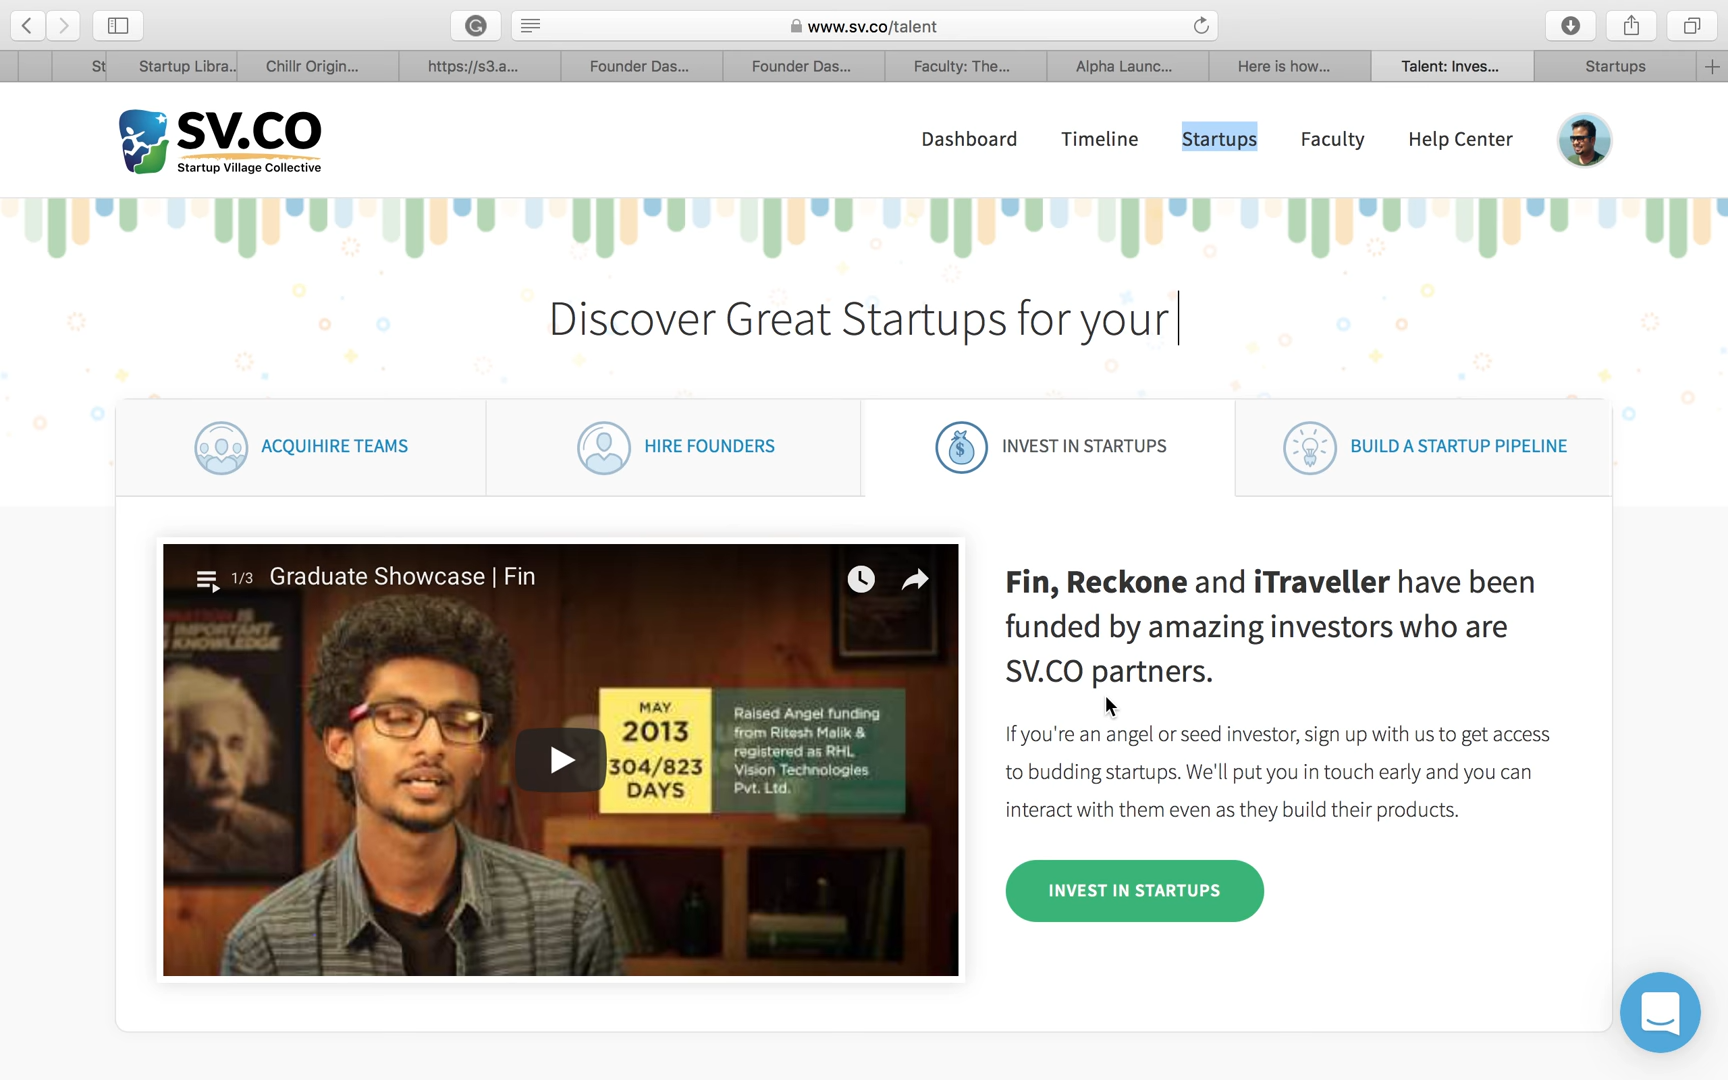 www.sv.co/talent
St
Startup Libra..
Chillr Origin...
https://s3.a...
Founder Das...
Founder Das...
Faculty: The...
Alpha Launc...
Here is how...
Talent: Inves...
Startups
SV.CO
Startup Village Collective
Dashboard
Timeline
Startups
Faculty
Help Center
Discover Great Startups for your
ACQUIHIRE TEAMS
HIRE FOUNDERS
INVEST IN STARTUPS
BUILD A STARTUP PIPELINE
1/3 Graduate Showcase | Fin
IMPORTANT
KNOWLEDGE
MAY
2013
304/823
DAYS
Raised Angel funding
from Ritesh Malik &
registered as RHL
Vision Technologies
Pvt. Ltd.
Fin, Reckone and iTraveller have been
funded by amazing investors who are
SV.CO partners.
If you're an angel or seed investor, sign up with us to get access
to budding startups. We'll put you in touch early and you can
interact with them even as they build their products.
INVEST IN STARTUPS